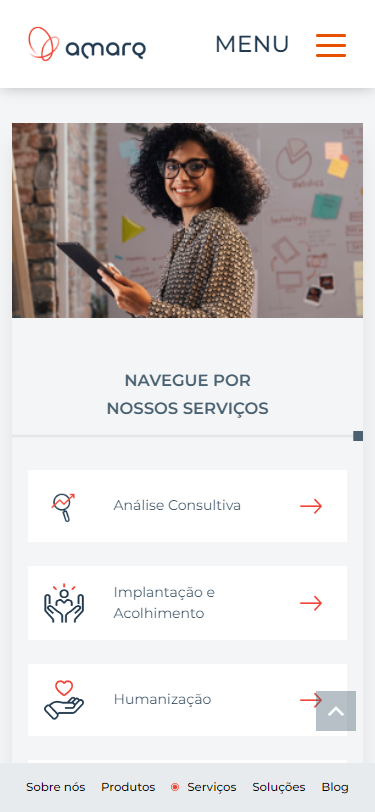 amarq
MENU
NAVEGUE POR
NOSSOS SERVIÇOS
Análise Consultiva
Implantação e
Acolhimento
Humanização
Sobre nós Produtos Serviços Soluções Blog